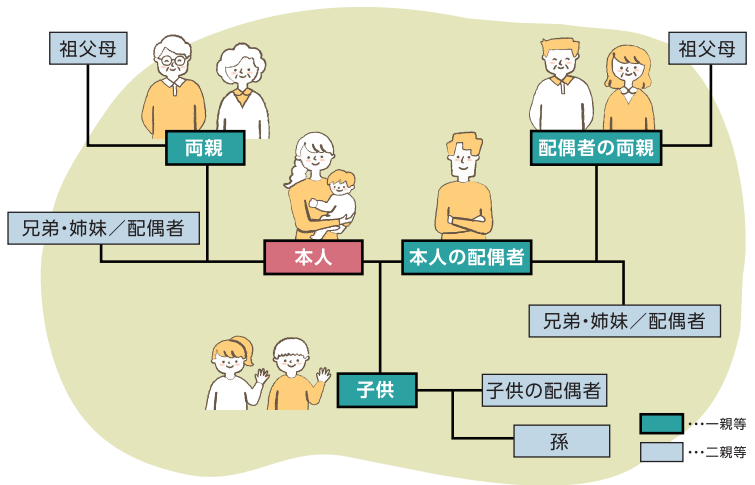 祖父母
祖父母
両親
配偶者の両親
兄弟・姉妹／配偶者
本人
本人の配偶者
兄弟・姉妹／配偶者
子供
子供の配偶者
孫
…一親等
…二親等